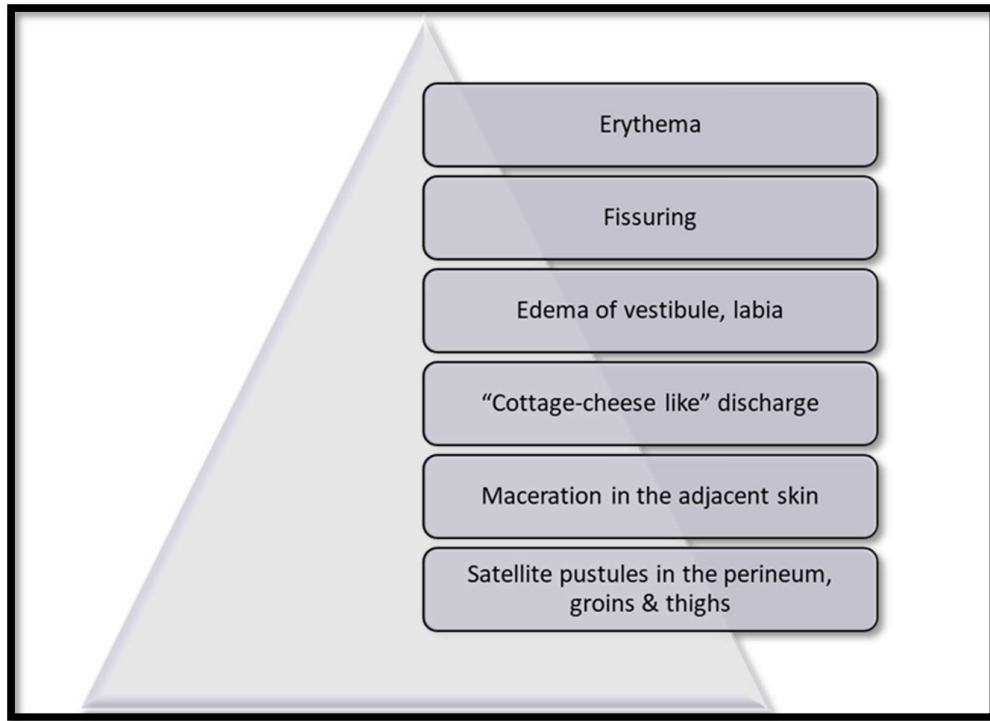 Erythema
Fissuring
Edema of vestibule, labia
“Cottage-cheese like” discharge
Maceration in the adjacent skin
Satellite pustules in the perineum,
groins & thighs